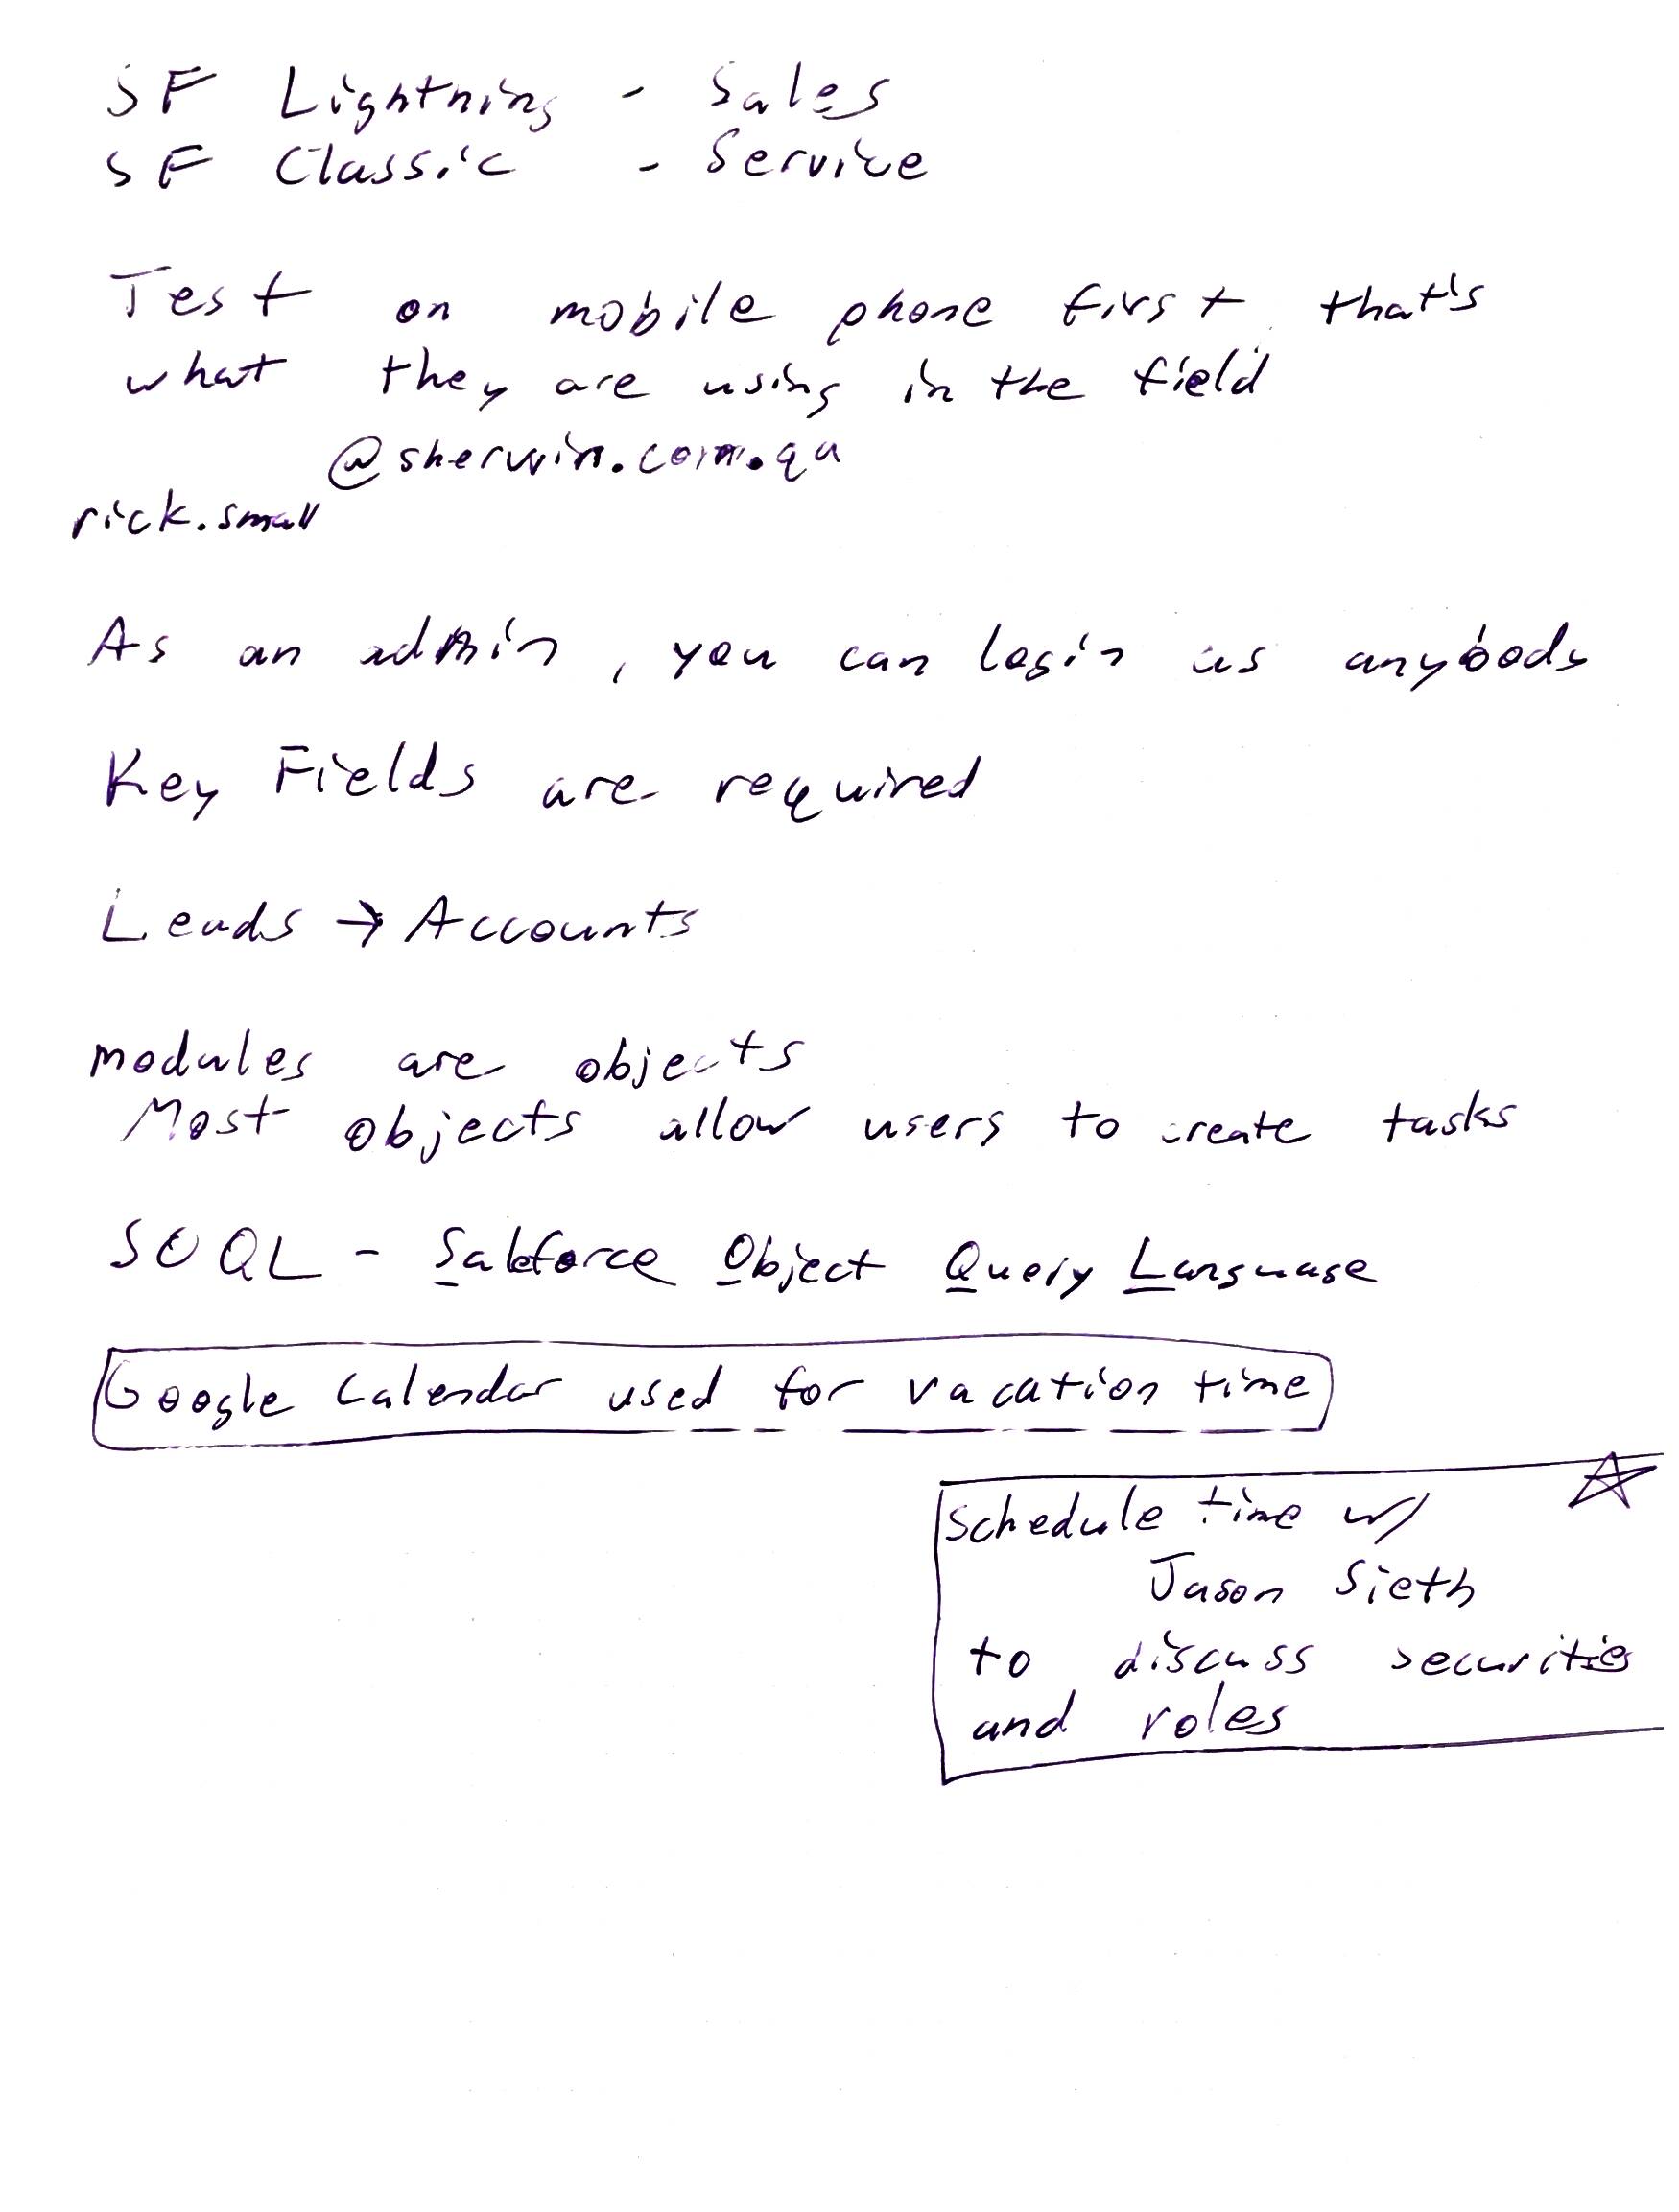 SF Lightning - Sales
SF Classic - Service
Test on mobile phone first that's
what they are using in the field
@sherwin.com.qa
rick.small
As an admin, you can login as anybody
Key Fields are required
Leads → Accounts
modules are objects
Most objects allow users to create tasks
SOQL - Saleforce Object Query Language
Google Calendar used for vacation time
Schedule time w/
Jason Sieth
to discuss securities
and roles